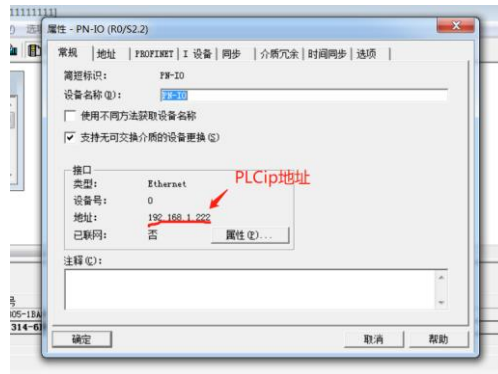 11111111]
属性 - PN-IO (R0/S2.2)
常规 地址 PROFINET I 设备 同步 介质冗余 时间同步 选项
简短标识: PN-IO
设备名称(D): PN-IO
使用不同方法获取设备名称
支持无可交换介质的设备更换(S)
接口
类型: Ethernet
PLCip地址
设备号: 0
地址: 192.168.1.222
已联网: 否 属性(P)...
注释(C):
号
314-6
确定 取消 帮助